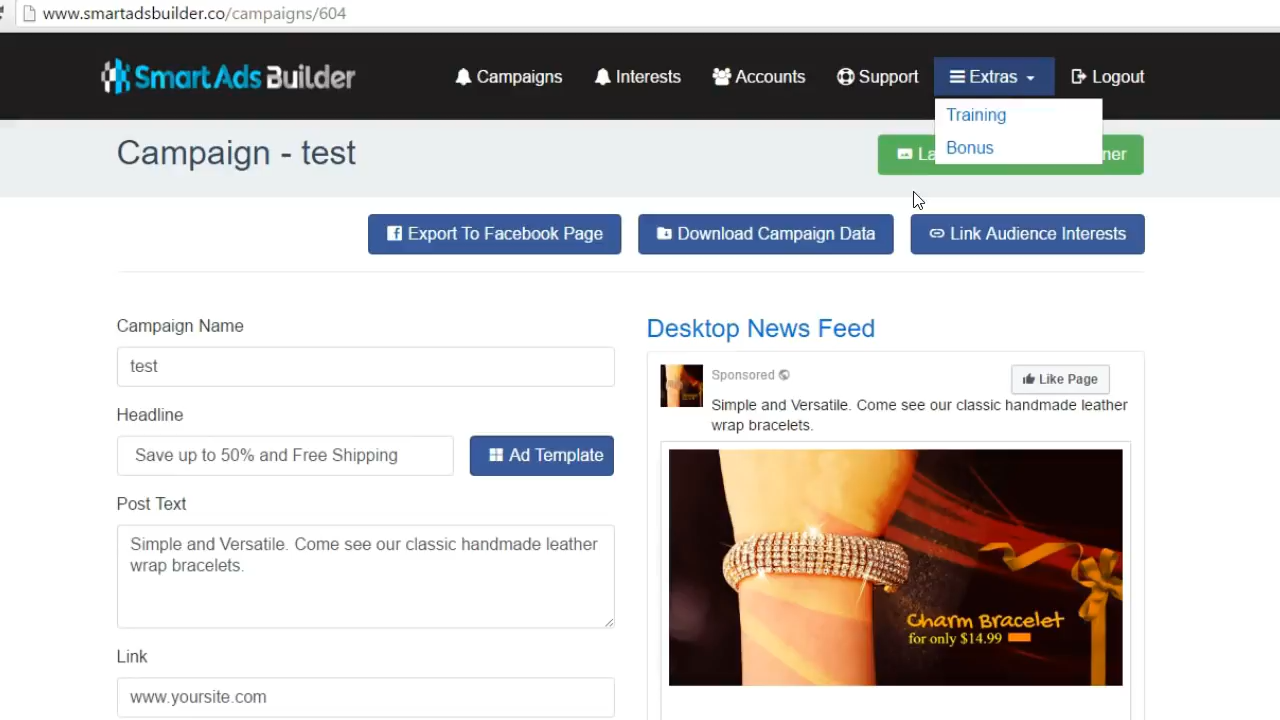 www.smartadsbuilder.co/campaigns/604
Smart Ads Builder
Campaigns Interests Accounts Support Extras Logout
Training
Bonus
Campaign - test
Export To Facebook Page Download Campaign Data Link Audience Interests
Campaign Name
test
Headline
Save up to 50% and Free Shipping Ad Template
Post Text
Simple and Versatile. Come see our classic handmade leather
wrap bracelets.
Link
www.yoursite.com
Desktop News Feed
Sponsored Like Page
Simple and Versatile. Come see our classic handmade leather
wrap bracelets.
Charm Bracelet
for only $14.99